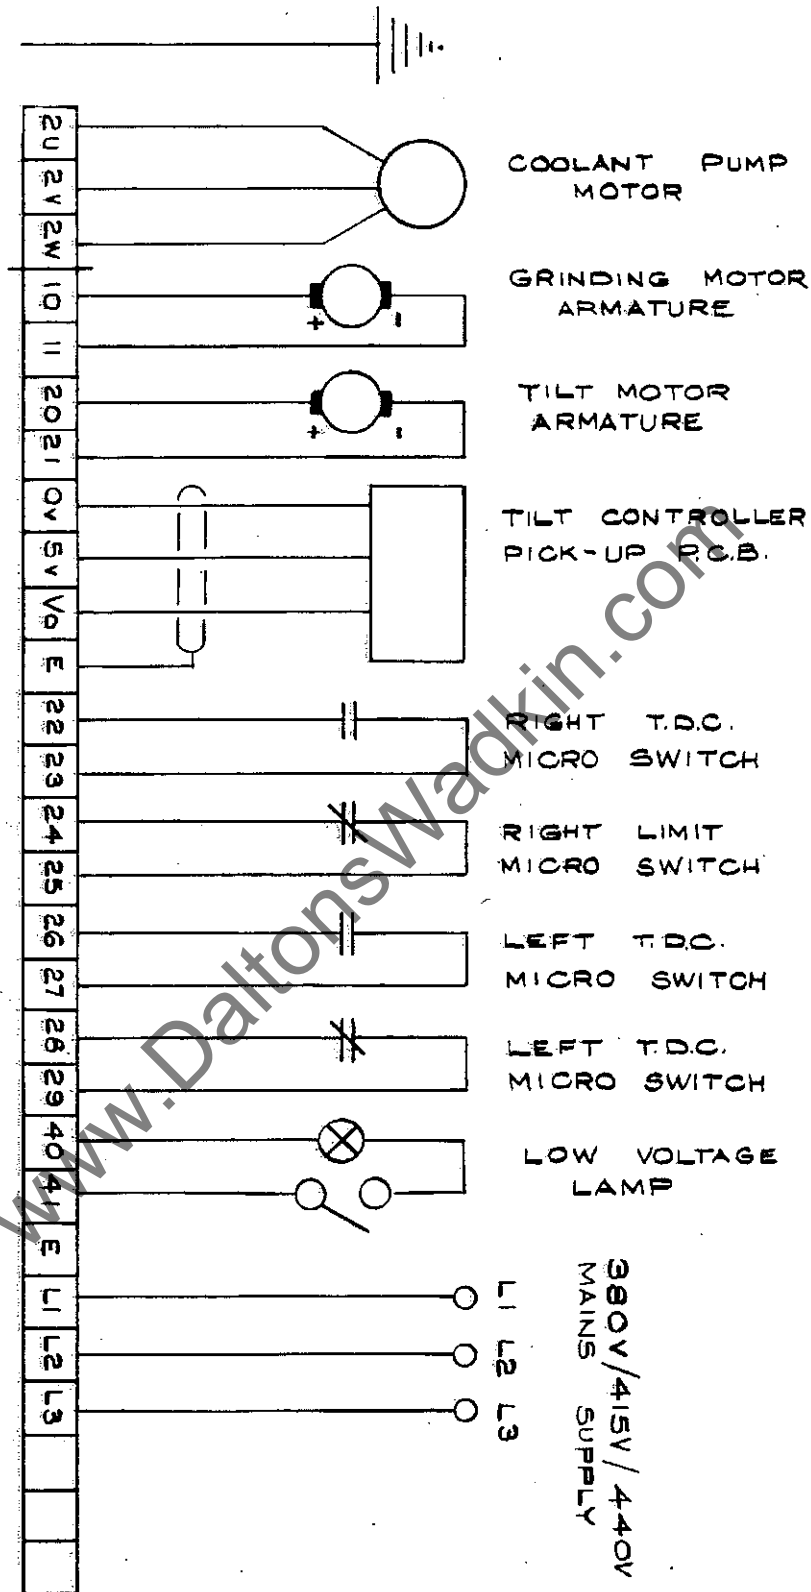 2U
2V
2W
10
11
20
21
0V
5V
Vo
E
22
23
24
25
26
27
28
29
40
41
E
L1
L2
L3
COOLANT PUMP
MOTOR
GRINDING MOTOR
ARMATURE
+ -
TILT MOTOR
ARMATURE
+ -
TILT CONTROLLER
PICK-UP P.C.B.
RIGHT T.D.C.
MICRO SWITCH
RIGHT LIMIT
MICRO SWITCH
LEFT T.D.C.
MICRO SWITCH
LEFT T.D.C.
MICRO SWITCH
LOW VOLTAGE
LAMP
L1
L2
L3
380V/415V/440V
MAINS SUPPLY
www.DaltonsWadkin.com